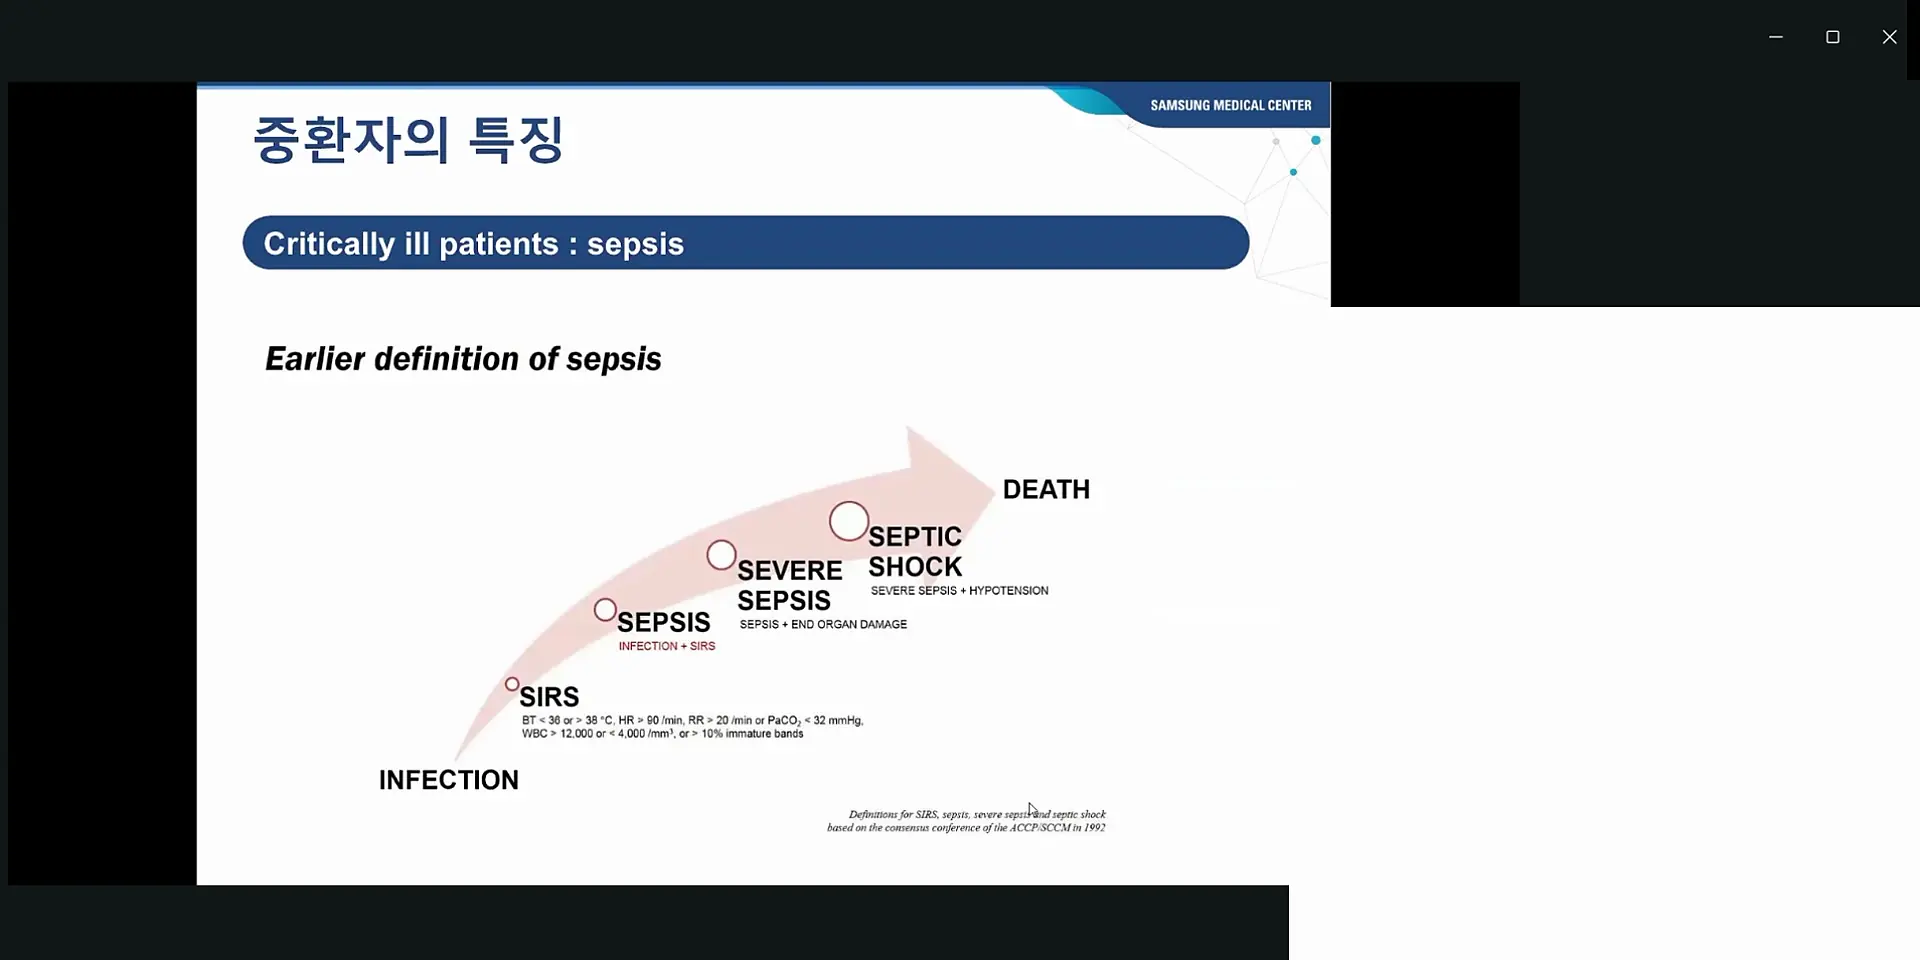 SAMSUNG MEDICAL CENTER
중환자의 특징
Critically ill patients : sepsis
Earlier definition of sepsis
DEATH
SEPTIC
SHOCK
SEVERE SEPSIS + HYPOTENSION
SEVERE
SEPSIS
SEPSIS + END ORGAN DAMAGE
SEPSIS
INFECTION + SIRS
SIRS
BT < 36 or > 38 °C, HR > 90 /min, RR > 20 /min or PaCO₂ < 32 mmHg,
WBC > 12,000 or < 4,000 /mm³, or > 10% immature bands
INFECTION
Definitions for SIRS, sepsis, severe sepsis and septic shock
based on the consensus conference of the ACCP/SCCM in 1992